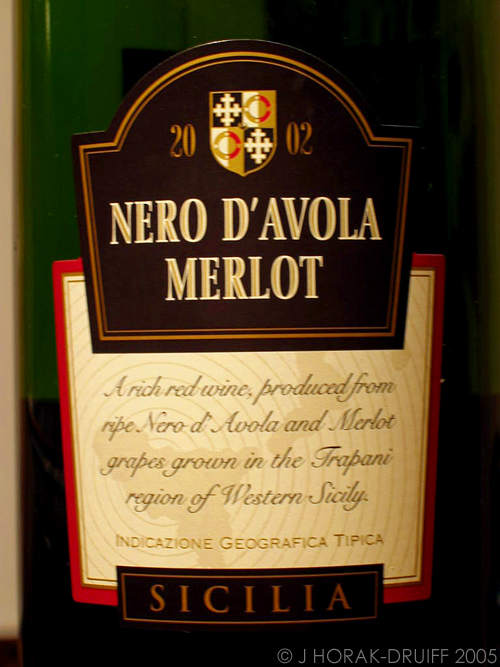 20 02
NERO D'AVOLA
MERLOT
A rich red wine, produced from
ripe Nero d'Avola and Merlot
grapes grown in the Trapani
region of Western Sicily.
INDICAZIONE GEOGRAFICA TIPICA
SICILIA
© J HORAK-DRUIFF 2005